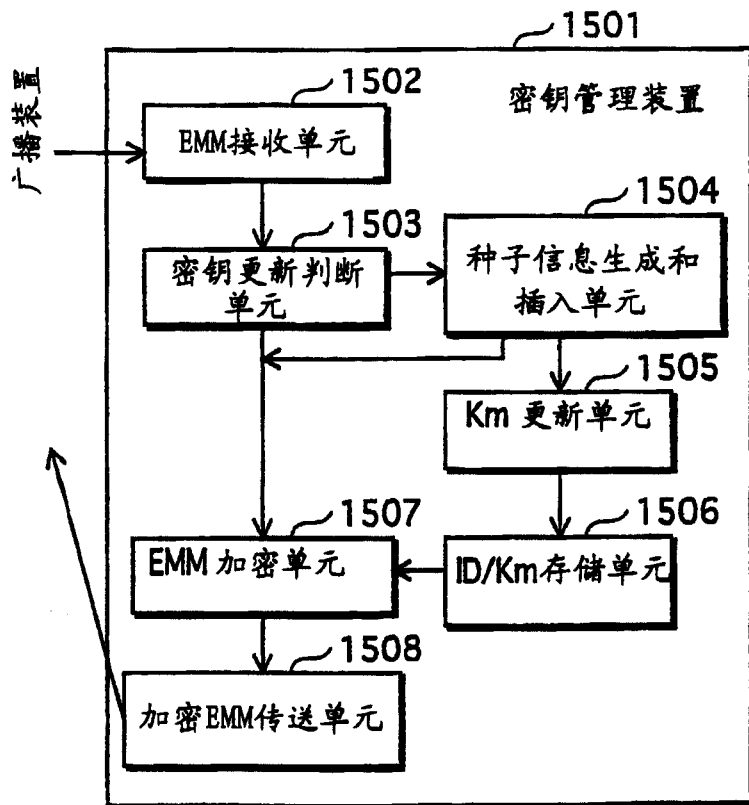 1501
密钥管理装置
广播装置
1502
EMM接收单元
1503
密钥更新判断
单元
1504
种子信息生成和
插入单元
1505
Km 更新单元
1506
ID/Km存储单元
1507
EMM 加密单元
1508
加密EMM传送单元